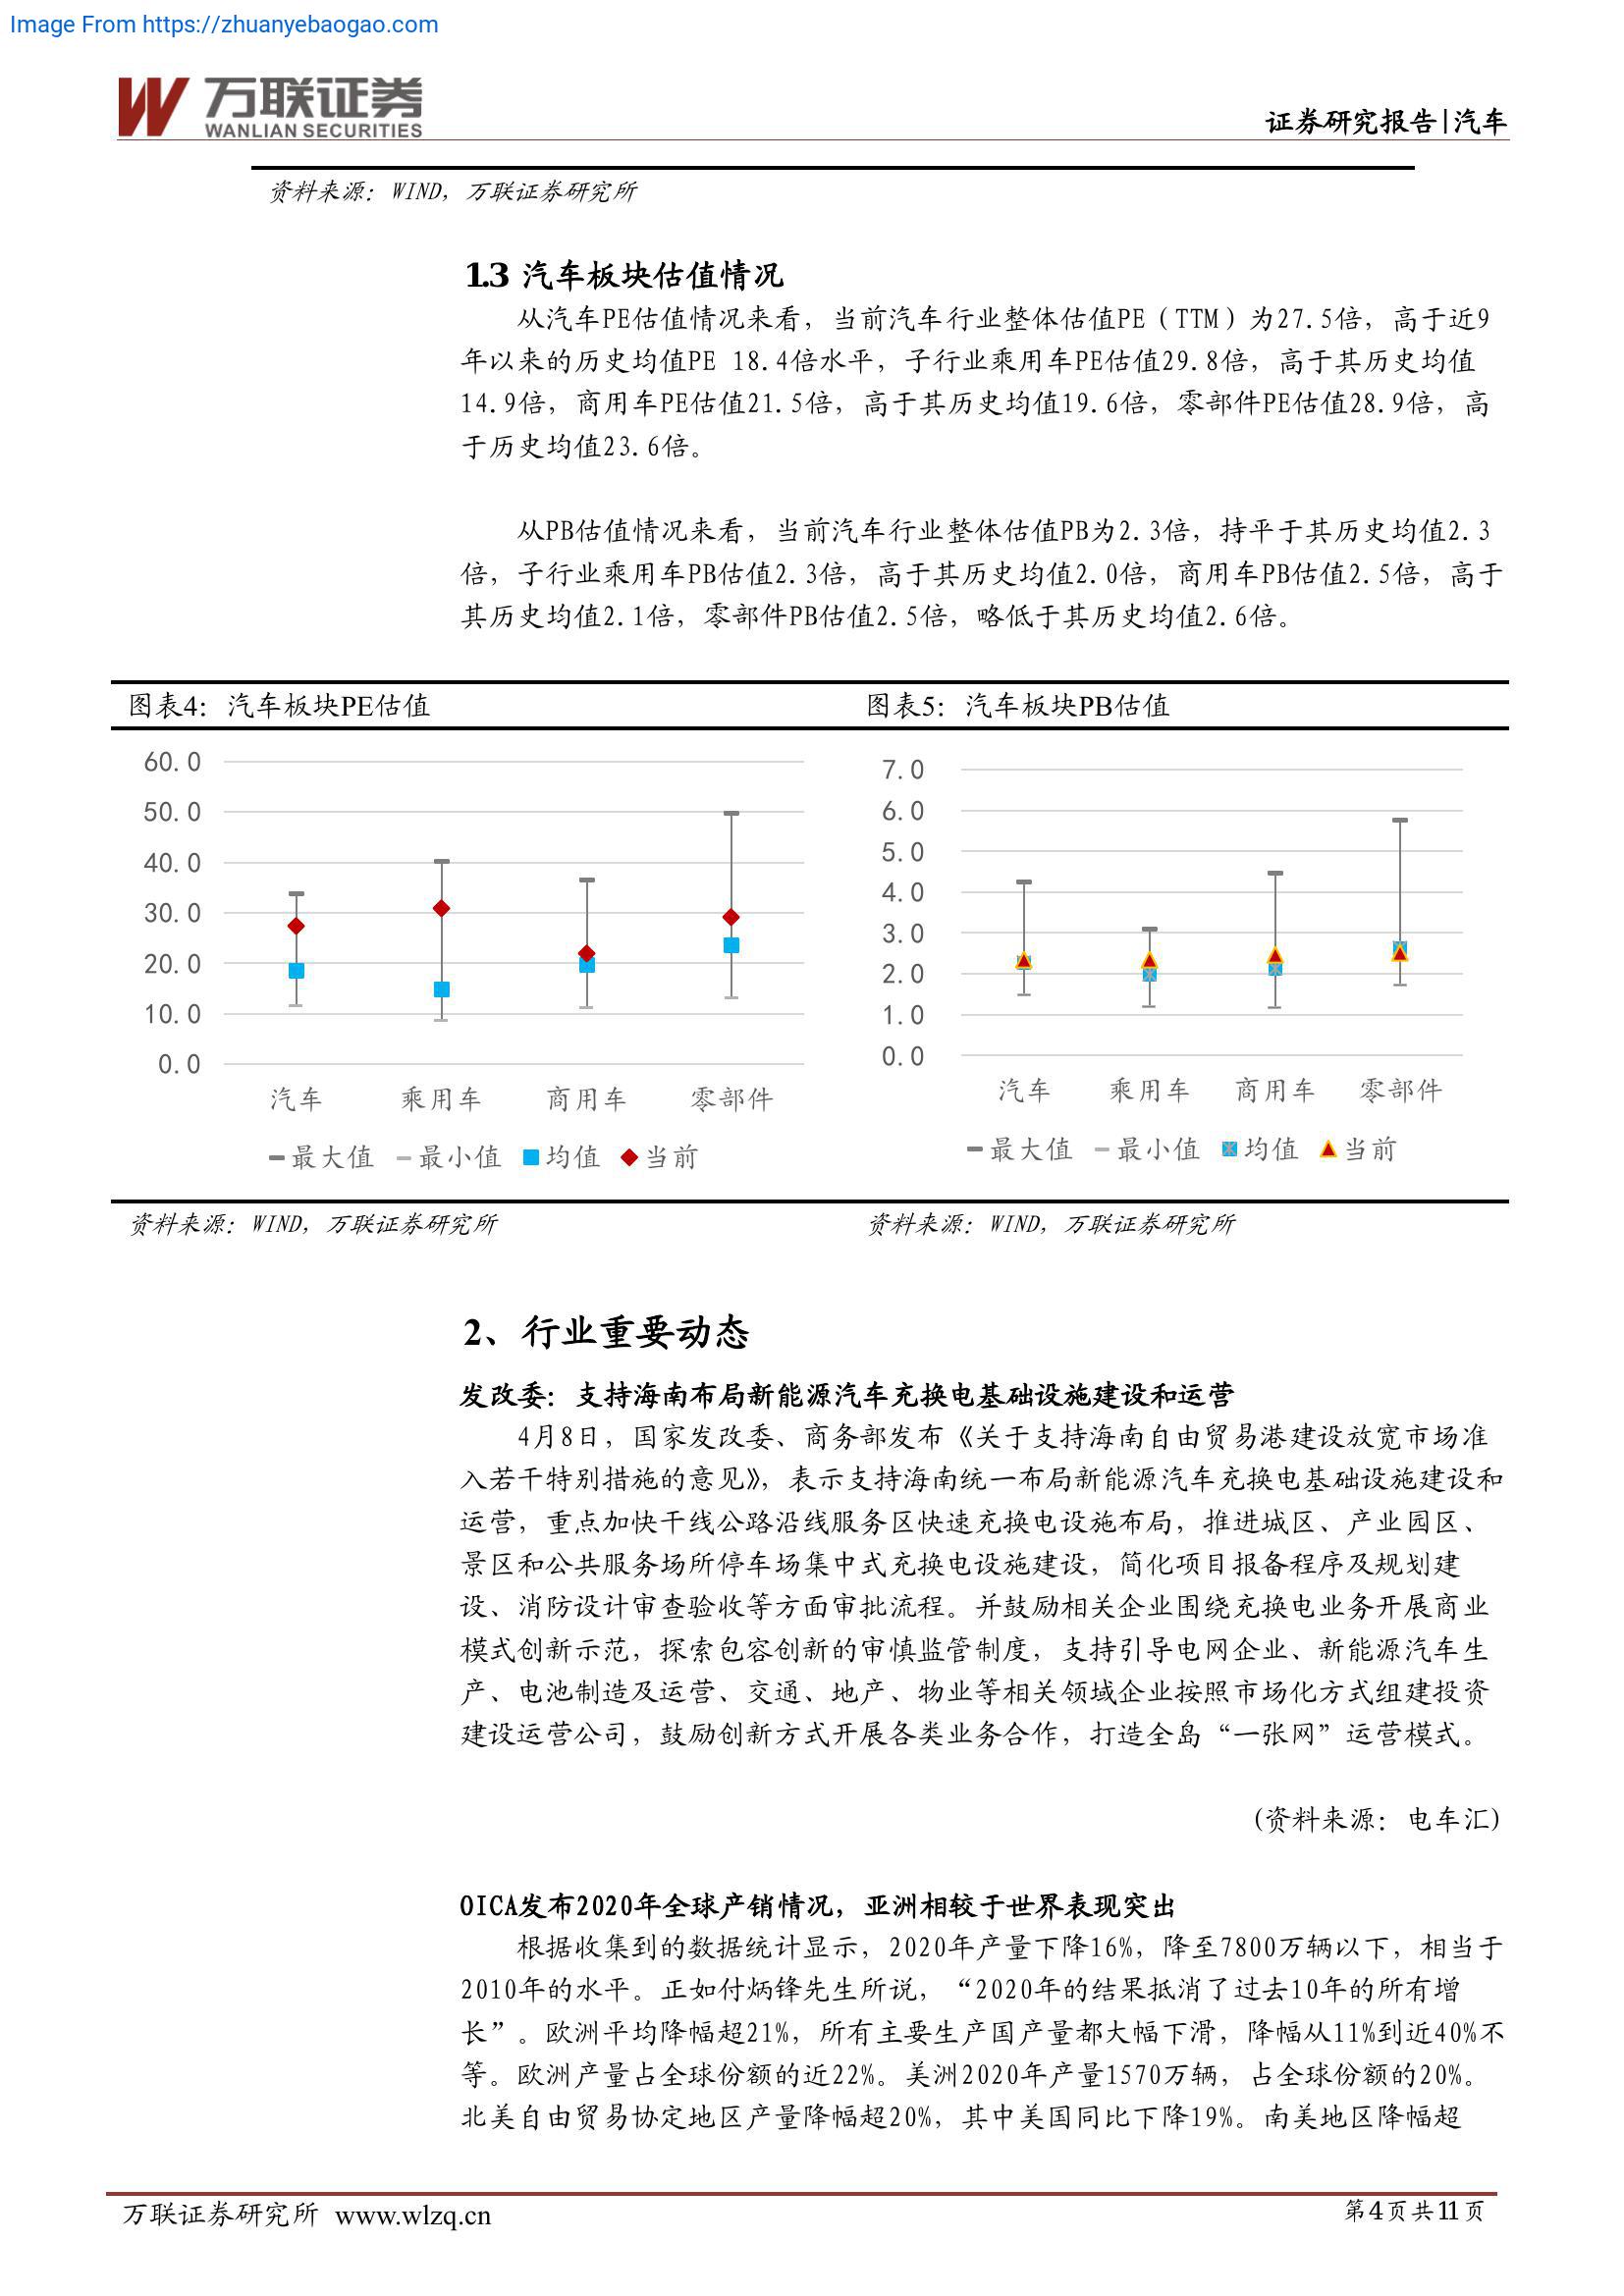 Image From https://zhuanyebaogao.com
万联证券
WANLIAN SECURITIES
证券研究报告|汽车
资料来源：WIND，万联证券研究所
1.3 汽车板块估值情况
从汽车PE估值情况来看，当前汽车行业整体估值PE（TTM）为27.5倍，高于近9
年以来的历史均值PE 18.4倍水平，子行业乘用车PE估值29.8倍，高于其历史均值
14.9倍，商用车PE估值21.5倍，高于其历史均值19.6倍，零部件PE估值28.9倍，高
于历史均值23.6倍。
从PB估值情况来看，当前汽车行业整体估值PB为2.3倍，持平于其历史均值2.3
倍，子行业乘用车PB估值2.3倍，高于其历史均值2.0倍，商用车PB估值2.5倍，高于
其历史均值2.1倍，零部件PB估值2.5倍，略低于其历史均值2.6倍。
图表4：汽车板块PE估值
60.0
50.0
40.0
30.0
20.0
10.0
0.0
汽车 乘用车 商用车 零部件
最大值 最小值 均值 当前
资料来源：WIND，万联证券研究所
图表5：汽车板块PB估值
7.0
6.0
5.0
4.0
3.0
2.0
1.0
0.0
汽车 乘用车 商用车 零部件
最大值 最小值 均值 当前
资料来源：WIND，万联证券研究所
2、行业重要动态
发改委：支持海南布局新能源汽车充换电基础设施建设和运营
4月8日，国家发改委、商务部发布《关于支持海南自由贸易港建设放宽市场准
入若干特别措施的意见》，表示支持海南统一布局新能源汽车充换电基础设施建设和
运营，重点加快干线公路沿线服务区快速充换电设施布局，推进城区、产业园区、
景区和公共服务场所停车场集中式充换电设施建设，简化项目报备程序及规划建
设、消防设计审查验收等方面审批流程。并鼓励相关企业围绕充换电业务开展商业
模式创新示范，探索包容创新的审慎监管制度，支持引导电网企业、新能源汽车生
产、电池制造及运营、交通、地产、物业等相关领域企业按照市场化方式组建投资
建设运营公司，鼓励创新方式开展各类业务合作，打造全岛“一张网”运营模式。
(资料来源：电车汇)
OICA发布2020年全球产销情况，亚洲相较于世界表现突出
根据收集到的数据统计显示，2020年产量下降16%，降至7800万辆以下，相当于
2010年的水平。正如付炳锋先生所说，“2020年的结果抵消了过去10年的所有增
长”。欧洲平均降幅超21%，所有主要生产国产量都大幅下滑，降幅从11%到近40%不
等。欧洲产量占全球份额的近22%。美洲2020年产量1570万辆，占全球份额的20%。
北美自由贸易协定地区产量降幅超20%，其中美国同比下降19%。南美地区降幅超
万联证券研究所 www.wlzq.cn
第4页共11页